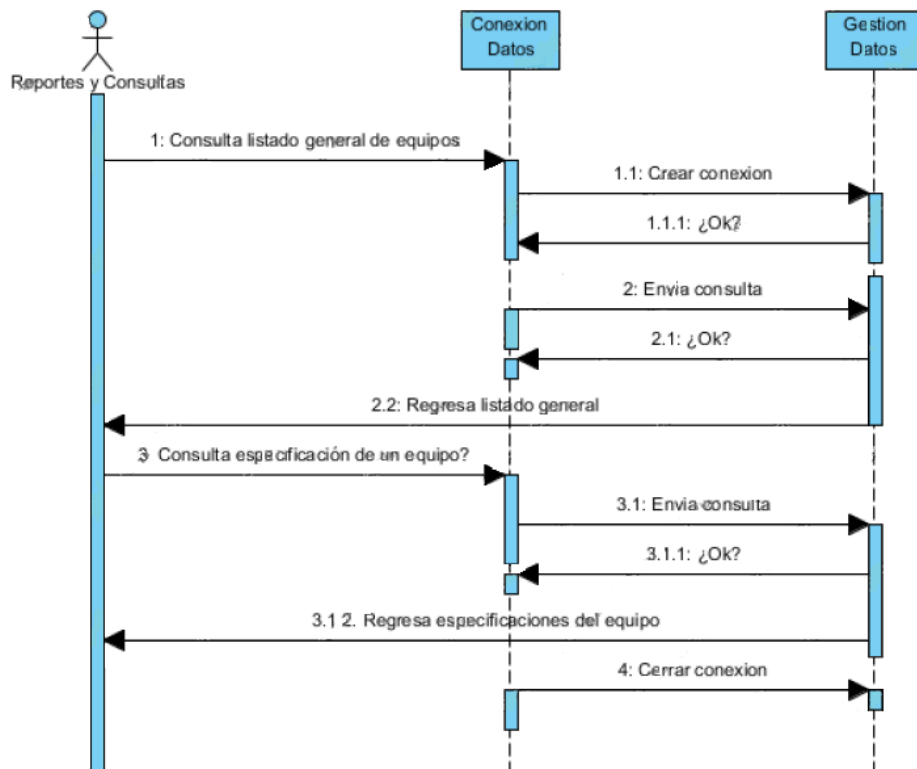 Conexion
Datos
Gestion
Datos
Reportes y Consultas
1: Consulta listado general de equipos
1.1: Crear conexion
1.1.1: ¿Ok?
2: Envia consulta
2.1: ¿Ok?
2.2: Regresa listado general
3: Consulta especificación de un equipo?
3.1: Envia consulta
3.1.1: ¿Ok?
3.1.2. Regresa especificaciones del equipo
4: Cerrar conexion